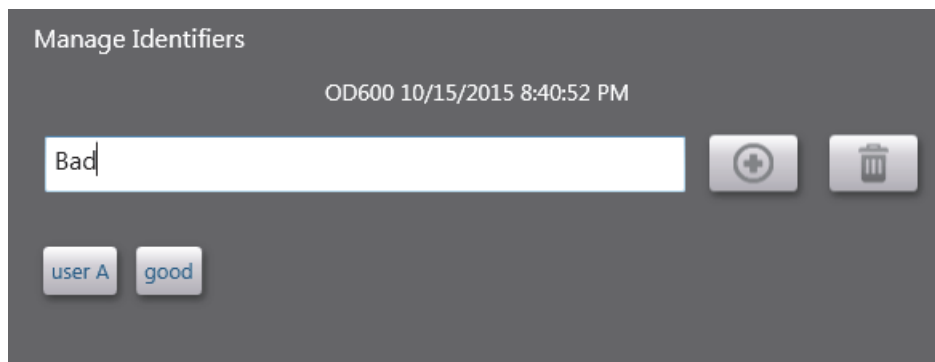 Manage Identifiers
OD600 10/15/2015 8:40:52 PM
Bad
user A good